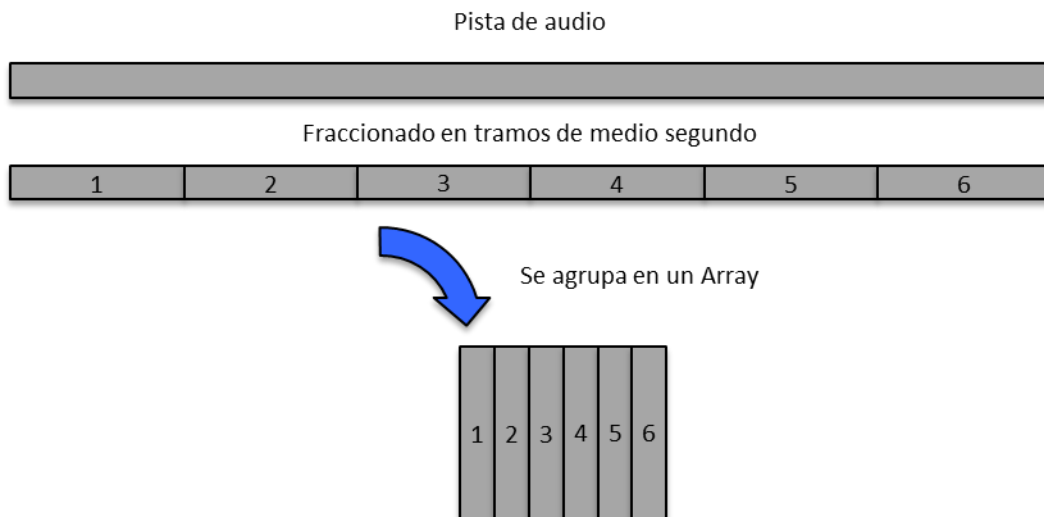 Pista de audio
Fraccionado en tramos de medio segundo
1 2 3 4 5 6
Se agrupa en un Array
1 2 3 4 5 6